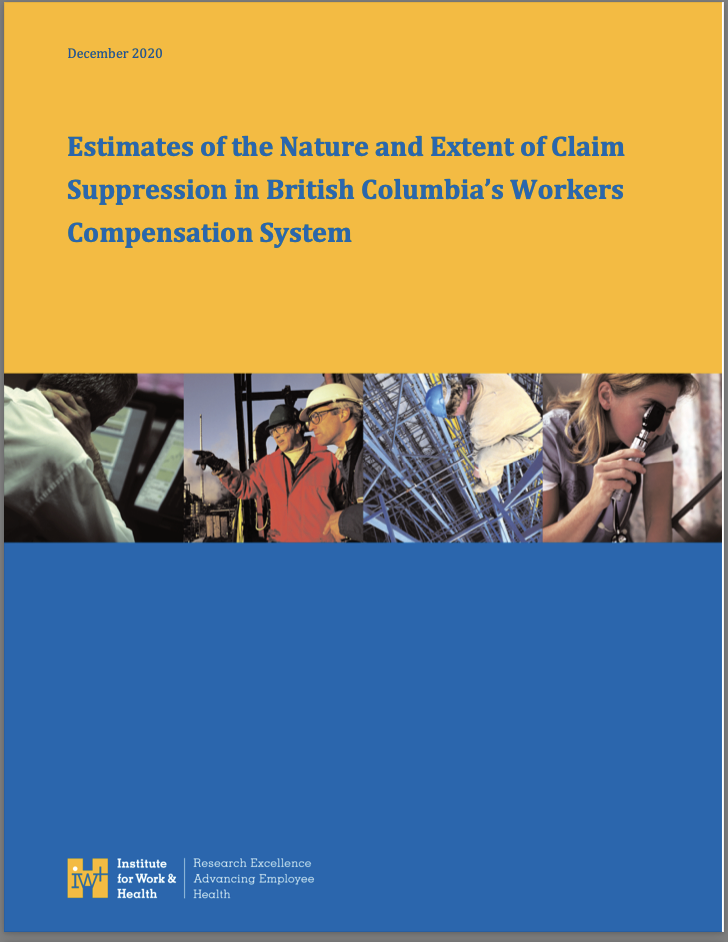 December 2020
Estimates of the Nature and Extent of Claim
Suppression in British Columbia’s Workers
Compensation System
iw+
Institute
for Work &
Health
Research Excellence
Advancing Employee
Health